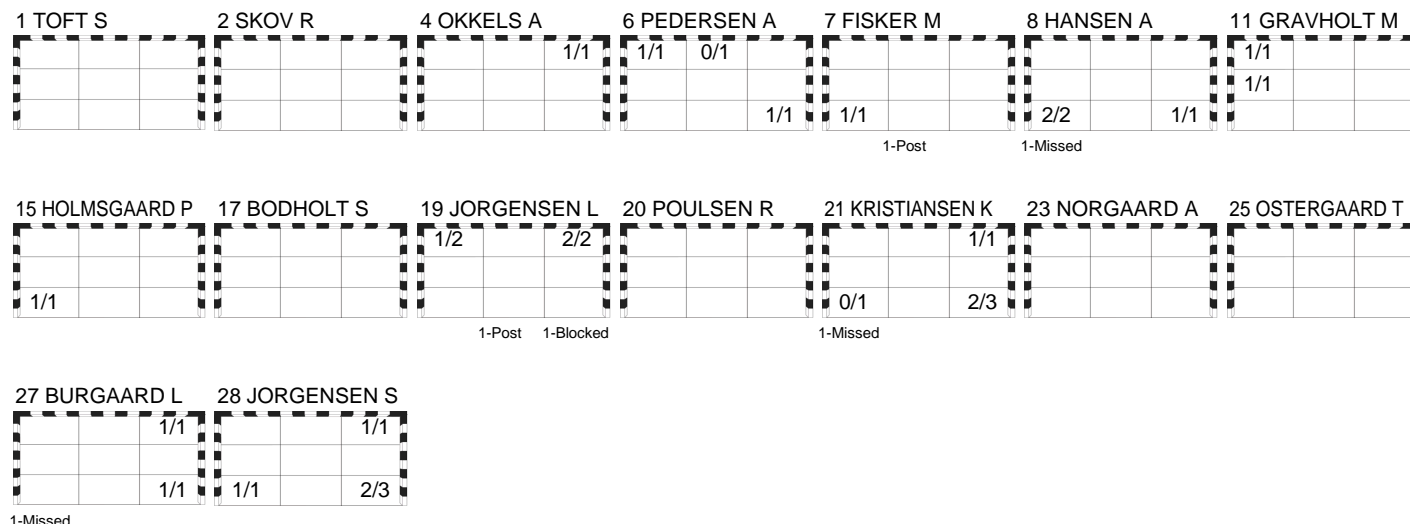 1 TOFT S 2 SKOV R 4 OKKELS A 6 PEDERSEN A 7 FISKER M 8 HANSEN A 11 GRAVHOLT M
1/1 1/1 0/1 1/1
1/1
1/1 1/1 2/2 1/1
1-Post 1-Missed
15 HOLMSGAARD P 17 BODHOLT S 19 JORGENSEN L 20 POULSEN R 21 KRISTIANSEN K 23 NORGAARD A 25 OSTERGAARD T
1/2 2/2 1/1
1/1 0/1 2/3
1-Post 1-Blocked 1-Missed
27 BURGAARD L 28 JORGENSEN S
1/1 1/1
1/1 1/1 2/3
1-Missed